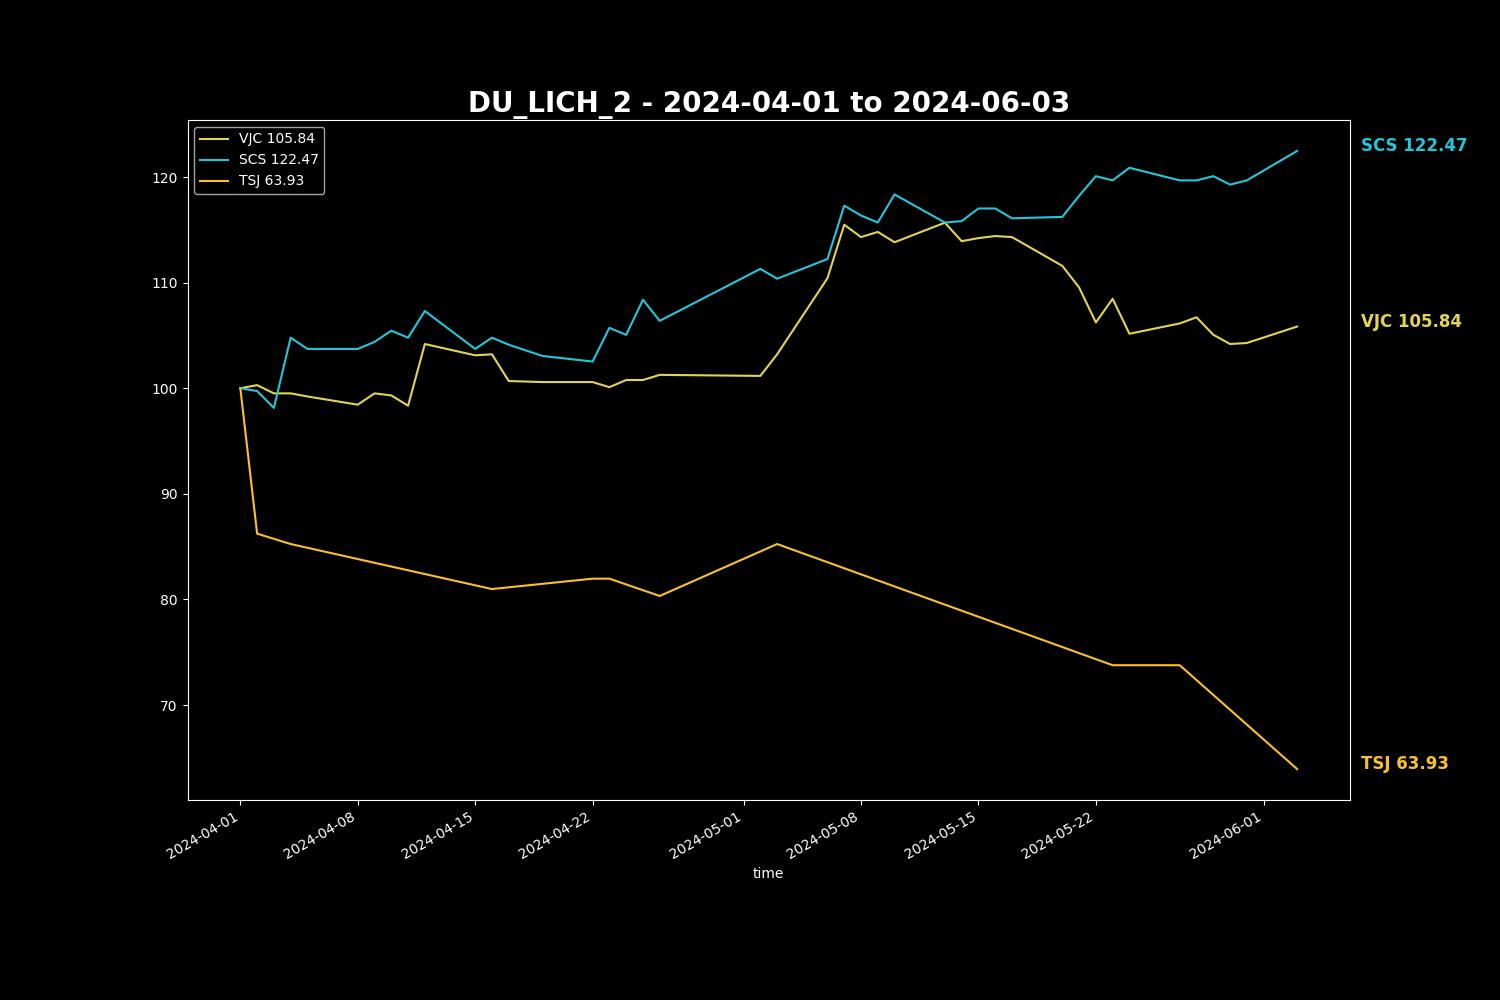 DU_LICH_2 - 2024-04-01 to 2024-06-03
VJC 105.84
SCS 122.47
TSJ 63.93
120
110
100
90
80
70
SCS 122.47
VJC 105.84
TSJ 63.93
2024-04-01
2024-04-08
2024-04-15
2024-04-22
2024-05-01
2024-05-08
2024-05-15
2024-05-22
2024-06-01
time